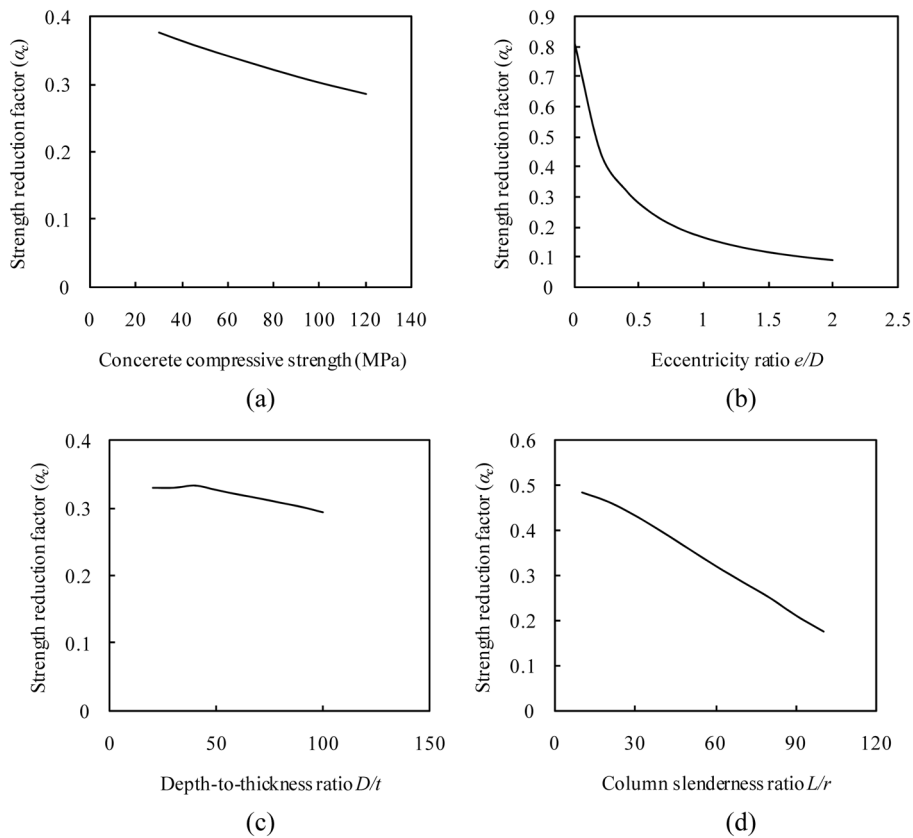 Strength reduction factor (αc)
0.4
0.3
0.2
0.1
0
0 20 40 60 80 100 120 140
Concerete compressive strength (MPa)
(a)
Strength reduction factor (αc)
0.9
0.8
0.7
0.6
0.5
0.4
0.3
0.2
0.1
0
0 0.5 1 1.5 2 2.5
Eccentricity ratio e/D
(b)
Strength reduction factor (αc)
0.4
0.3
0.2
0.1
0
0 50 100 150
Depth-to-thickness ratio D/t
(c)
Strength reduction factor (αc)
0.6
0.5
0.4
0.3
0.2
0.1
0
0 30 60 90 120
Column slenderness ratio L/r
(d)